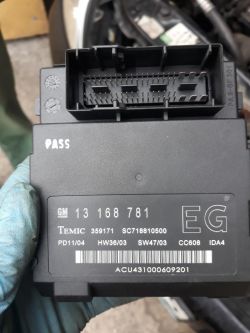 PASS
GM 13 168 781
EG
TEMIC 359171 SC718810500
PD11/04 HW36/03 SW47/03 CC608 IDA4
ACU431000609201